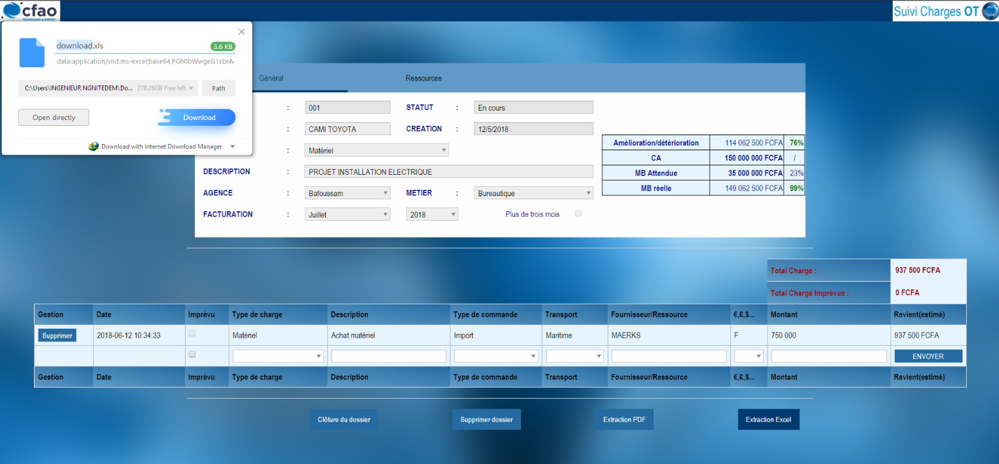 cfao
TECHNOLOGY & ENERGY
Suivi Charges OT
download.xls
3.6 KB
data:application/vnd.ms-excel;base64,PGh0bWwgeG1sbnM
C:\Users\INGENIEUR NGNITEDEM\Do... 278.26GB Free left
Path
Open directly
Download
Download with Internet Download Manager
Général
Ressources
: 001
STATUT : En cours
: CAMI TOYOTA
CREATION : 12/5/2018
: Matériel
DESCRIPTION : PROJET INSTALLATION ELECTRIQUE
AGENCE : Bafoussam
METIER : Bureautique
FACTURATION : Juillet
2018
Plus de trois mois
Amélioration/détérioration 114 062 500 FCFA 76%
CA 150 000 000 FCFA /
MB Attendue 35 000 000 FCFA 23%
MB réelle 149 062 500 FCFA 99%
Total Charge : 937 500 FCFA
Total Charge Imprévue : 0 FCFA
Gestion Date Imprévu Type de charge Description Type de commande Transport Fournisseur/Ressource €,£,$... Montant Revient(estimé)
Supprimer 2018-06-12 10:34:33 Matériel Achat matériel Import Maritime MAERKS F 750 000 937 500 FCFA
ENVOYER
Gestion Date Imprévu Type de charge Description Type de commande Transport Fournisseur/Ressource €,£,$... Montant Revient(estimé)
Clôture du dossier
Supprimer dossier
Extraction PDF
Extraction Excel